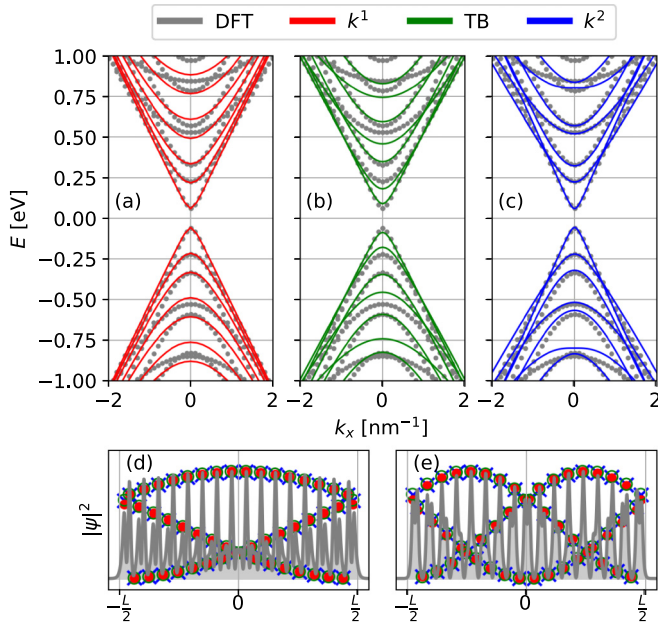 DFT k¹ TB k²
1.00
0.75
0.50
0.25
0.00
−0.25
−0.50
−0.75
−1.00
E [eV]
(a) (b) (c)
−2 0 2 −2 0 2 −2 0 2
kₓ [nm⁻¹]
(d) (e)
|ψ|²
−L/2 0 L/2 −L/2 0 L/2